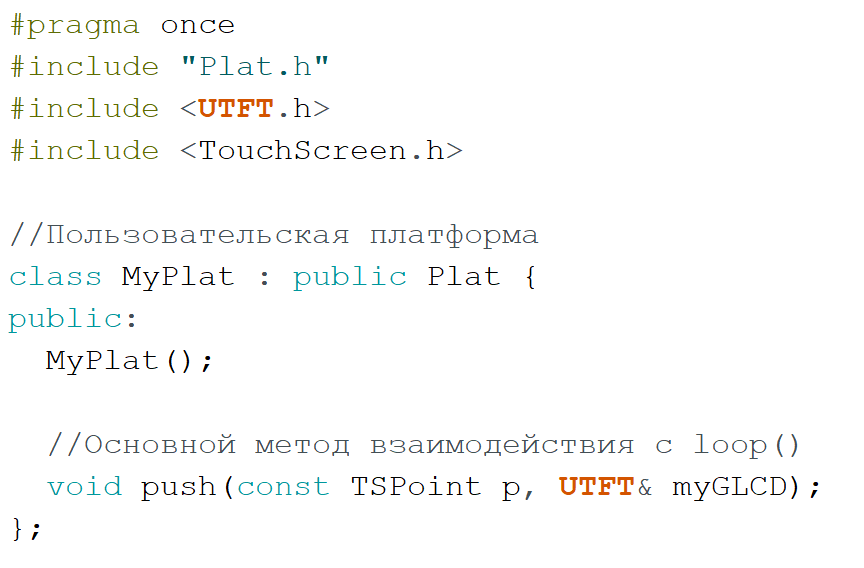 #pragma once
#include "Plat.h"
#include <UTFT.h>
#include <TouchScreen.h>
//Пользовательская платформа
class MyPlat : public Plat {
public:
MyPlat();
//Основной метод взаимодействия с loop()
void push(const TSPoint p, UTFT& myGLCD);
};